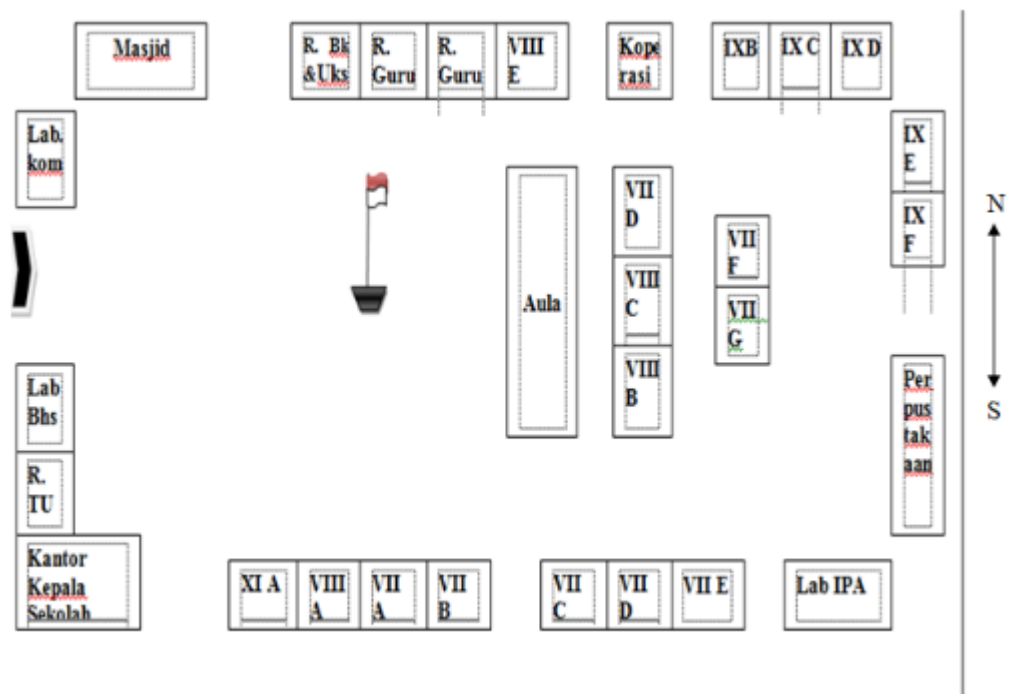 Masjid
R. Bk
&Uks
R.
Guru
R.
Guru
VIII
E
Kope
rasi
IXB
IX C
IX D
Lab.
kom
IX
E
IX
F
N
S
VII
D
VIII
C
VIII
B
VII
F
VII
G
Aula
Lab
Bhs
R.
TU
Kantor
Kepala
Sekolah
Per
pus
tak
aan
XI A
VIII
A
VII
A
VII
B
VII
C
VII
D
VII E
Lab IPA